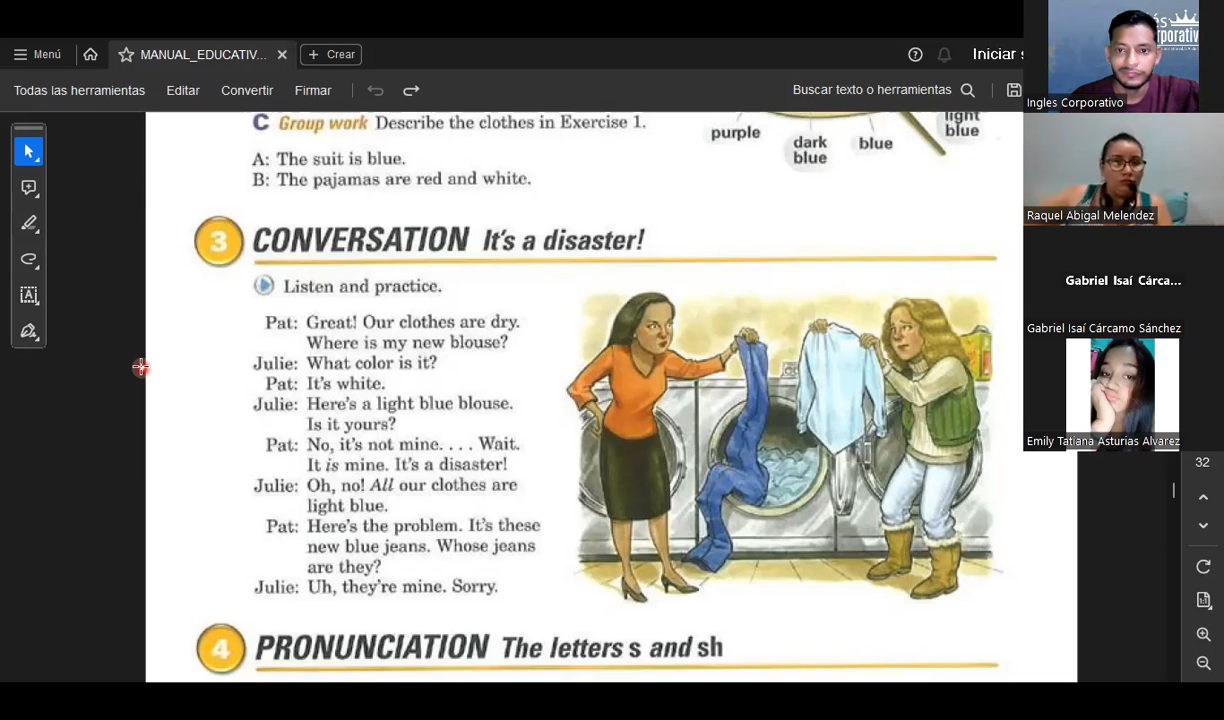 Menú
MANUAL_EDUCATIV...
Crear
Iniciar s
Todas las herramientas
Editar
Convertir
Firmar
Buscar texto o herramientas
C Group work Describe the clothes in Exercise 1.
A: The suit is blue.
B: The pajamas are red and white.
purple
dark
blue
blue
light
blue
3 CONVERSATION It's a disaster!
Listen and practice.
Pat: Great! Our clothes are dry.
Where is my new blouse?
Julie: What color is it?
Pat: It's white.
Julie: Here's a light blue blouse.
Is it yours?
Pat: No, it's not mine. . . . Wait.
It is mine. It's a disaster!
Julie: Oh, no! All our clothes are
light blue.
Pat: Here's the problem. It's these
new blue jeans. Whose jeans
are they?
Julie: Uh, they're mine. Sorry.
4 PRONUNCIATION The letters s and sh
és
orporativ
Ingles Corporativo
Raquel Abigal Melendez
Gabriel Isaí Cárca...
Gabriel Isaí Cárcamo Sánchez
Emily Tatiana Asturias Alvarez
32